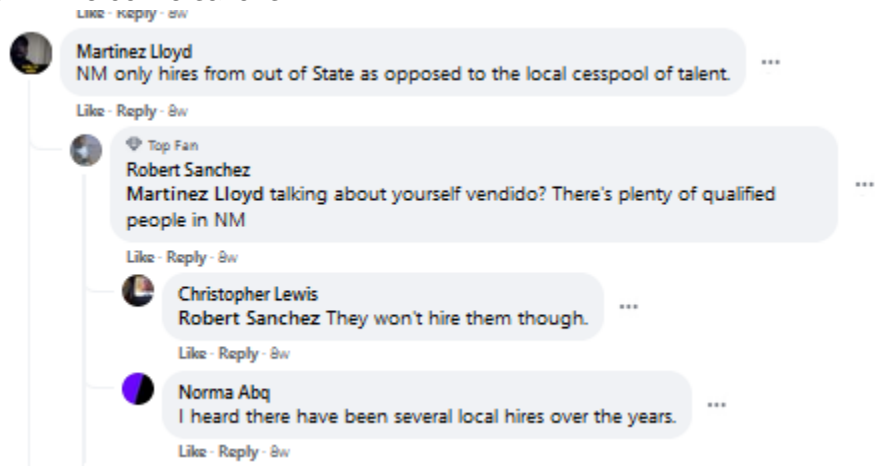 Like · Reply · 8w
Martinez Lloyd
NM only hires from out of State as opposed to the local cesspool of talent.
Like · Reply · 8w
Top Fan
Robert Sanchez
Martinez Lloyd talking about yourself vendido? There's plenty of qualified
people in NM
Like · Reply · 8w
Christopher Lewis
Robert Sanchez They won't hire them though.
Like · Reply · 8w
Norma Abq
I heard there have been several local hires over the years.
Like · Reply · 8w